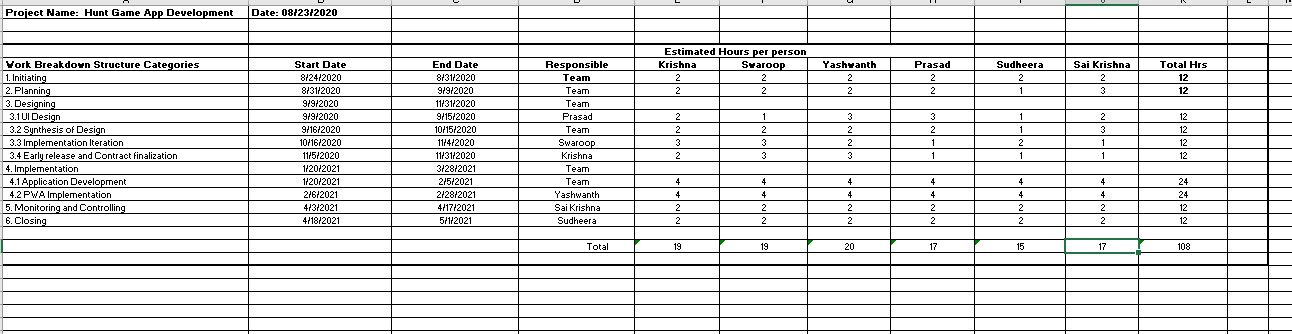 Project Name: Hunt Game App Development Date: 08/23/2020
Estimated Hours per person
Work Breakdown Structure Categories Start Date End Date Responsible Krishna Swaroop Yashwanth Prasad Sudheera Sai Krishna Total Hrs
1. Initiating 8/24/2020 8/31/2020 Team 2 2 2 2 2 2 12
2. Planning 8/31/2020 9/9/2020 Team 2 2 2 2 1 3 12
3. Designing 9/9/2020 11/31/2020 Team
3.1 UI Design 9/9/2020 9/15/2020 Prasad 2 1 3 3 1 2 12
3.2 Synthesis of Design 9/16/2020 10/15/2020 Team 2 2 2 2 1 3 12
3.3 Implementation Iteration 10/16/2020 11/4/2020 Swaroop 3 3 2 1 2 1 12
3.4 Early release and Contract finalization 11/5/2020 11/31/2020 Krishna 2 3 3 1 1 1 12
4. Implementation 1/20/2021 3/28/2021 Team
4.1 Application Development 1/20/2021 2/5/2021 Team 4 4 4 4 4 4 24
4.2 PWA Implementation 2/6/2021 2/28/2021 Yashwanth 4 4 4 4 4 4 24
5. Monitoring and Controlling 4/3/2021 4/17/2021 Sai Krishna 2 2 2 2 2 2 12
6. Closing 4/18/2021 5/1/2021 Sudheera 2 2 2 2 2 2 12
Total 19 19 20 17 15 17 108